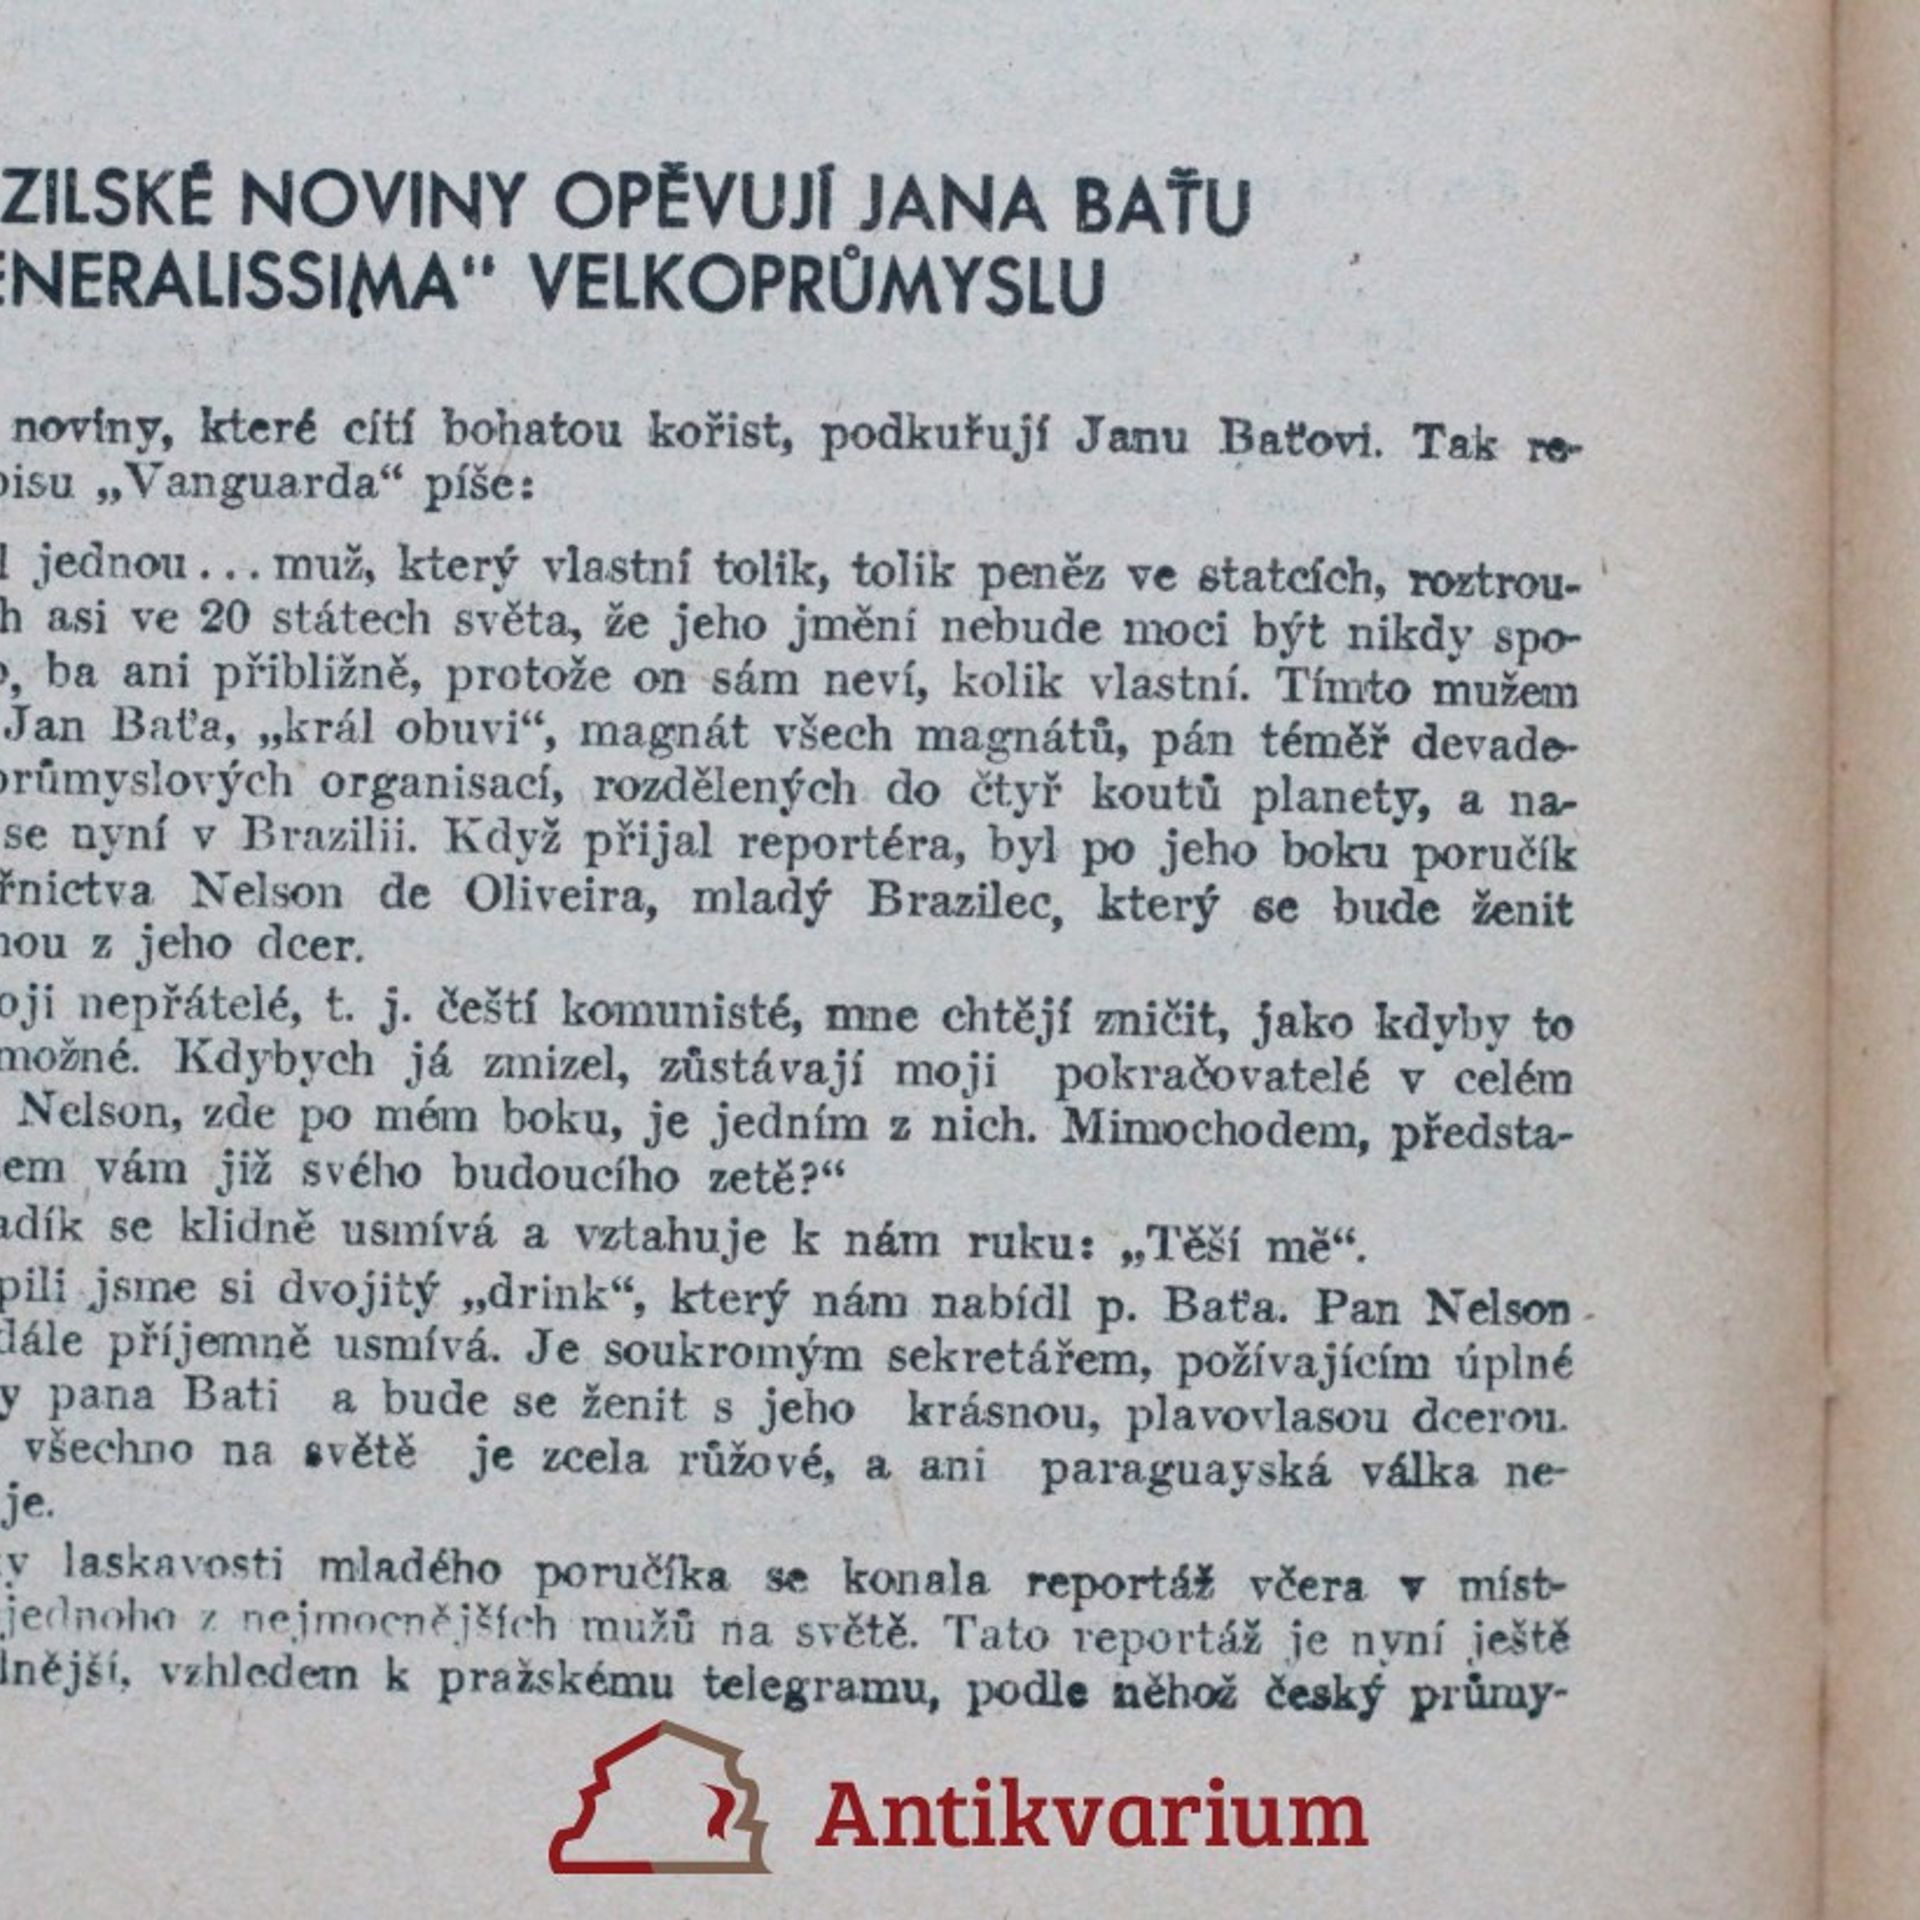 ZILSKÉ NOVINY OPĚVUJÍ JANA BAŤU
ENERALISSIMA“ VELKOPRŮMYSLU
noviny, které cítí bohatou kořist, podkuřují Janu Baťovi. Tak re-
pisu „Vanguarda“ píše:
l jednou... muž, který vlastní tolik, tolik peněz ve statcích, roztrou-
h asi ve 20 státech světa, že jeho jmění nebude moci být nikdy spo-
o, ba ani přibližně, protože on sám neví, kolik vlastní. Tímto mužem
Jan Baťa, „král obuvi“, magnát všech magnátů, pán téměř devade-
průmyslových organisací, rozdělených do čtyř koutů planety, a na-
se nyní v Brazilii. Když přijal reportéra, byl po jeho boku poručík
řnictva Nelson de Oliveira, mladý Brazilec, který se bude ženit
nou z jeho dcer.
oji nepřátelé, t. j. čeští komunisté, mne chtějí zničit, jako kdyby to
možné. Kdybych já zmizel, zůstávají moji pokračovatelé v celém
Nelson, zde po mém boku, je jedním z nich. Mimochodem, předsta-
sem vám již svého budoucího zetě?“
adík se klidně usmívá a vztahuje k nám ruku: „Těší mě“.
pili jsme si dvojitý „drink“, který nám nabídl p. Baťa. Pan Nelson
dále příjemně usmívá. Je soukromým sekretářem, požívajícím úplné
y pana Bati a bude se ženit s jeho krásnou, plavovlasou dcerou.
všechno na světě je zcela růžové, a ani paraguayská válka ne-
je.
y laskavosti mladého poručíka se konala reportáž včera v míst-
jednoho z nejmocnějších mužů na světě. Tato reportáž je nyní ještě
lnější, vzhledem k pražskému telegramu, podle něhož český průmy-
Antikvarium